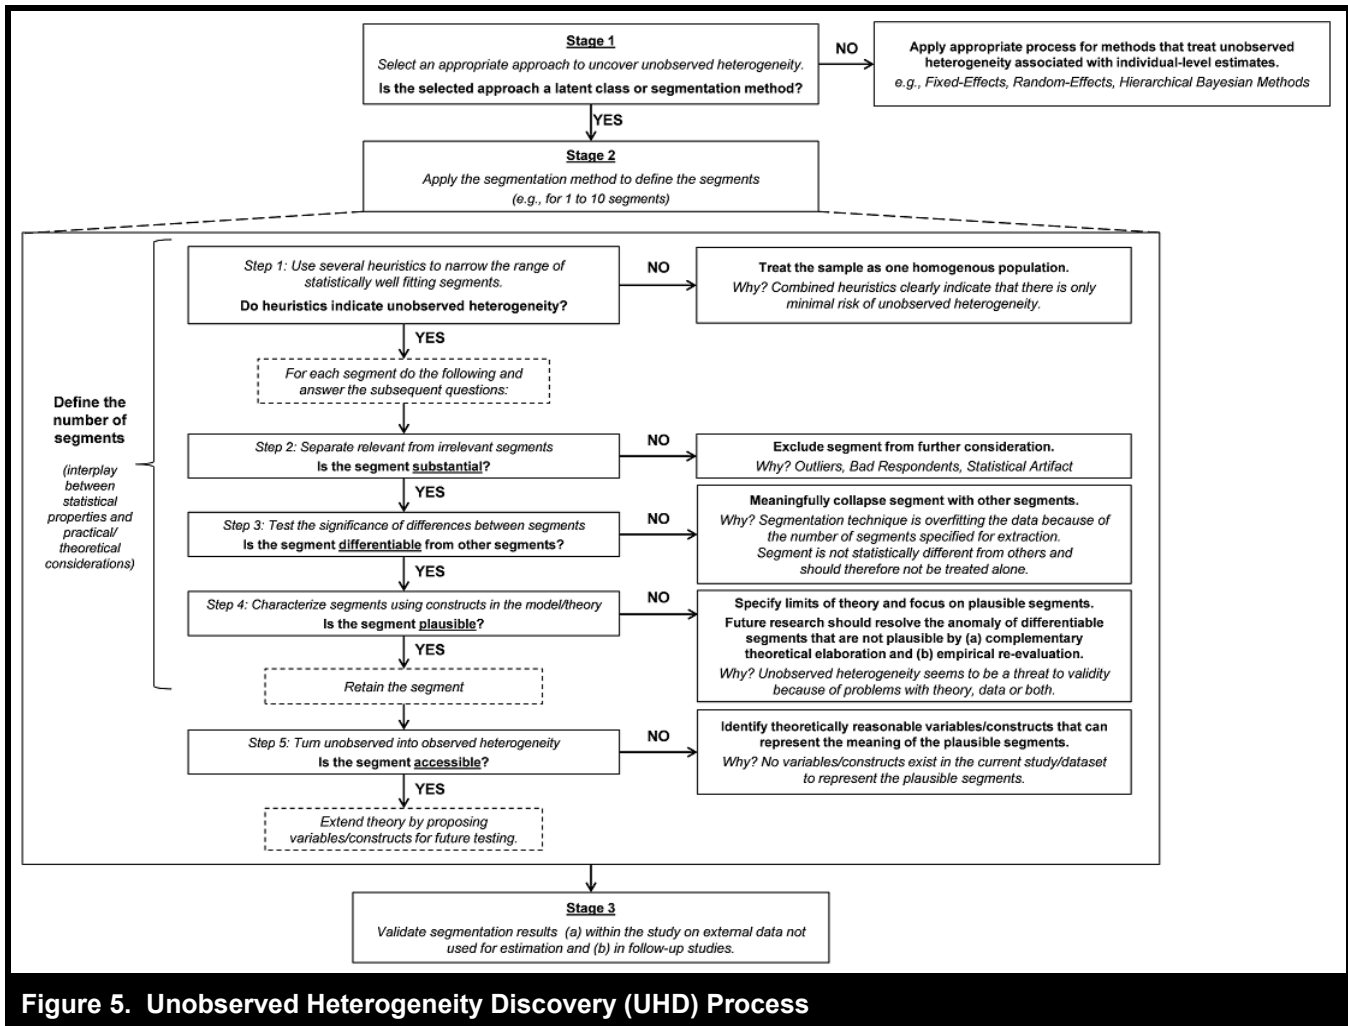 Stage 1
Select an appropriate approach to uncover unobserved heterogeneity.
Is the selected approach a latent class or segmentation method?
NO
Apply appropriate process for methods that treat unobserved
heterogeneity associated with individual-level estimates.
e.g., Fixed-Effects, Random-Effects, Hierarchical Bayesian Methods
YES
Stage 2
Apply the segmentation method to define the segments
(e.g., for 1 to 10 segments)
Define the
number of
segments
(interplay
between
statistical
properties and
practical/
theoretical
considerations)
Step 1: Use several heuristics to narrow the range of
statistically well fitting segments.
Do heuristics indicate unobserved heterogeneity?
NO
Treat the sample as one homogenous population.
Why? Combined heuristics clearly indicate that there is only
minimal risk of unobserved heterogeneity.
YES
For each segment do the following and
answer the subsequent questions:
Step 2: Separate relevant from irrelevant segments
Is the segment substantial?
NO
Exclude segment from further consideration.
Why? Outliers, Bad Respondents, Statistical Artifact
YES
Step 3: Test the significance of differences between segments
Is the segment differentiable from other segments?
NO
Meaningfully collapse segment with other segments.
Why? Segmentation technique is overfitting the data because of
the number of segments specified for extraction.
Segment is not statistically different from others and
should therefore not be treated alone.
YES
Step 4: Characterize segments using constructs in the model/theory
Is the segment plausible?
NO
Specify limits of theory and focus on plausible segments.
Future research should resolve the anomaly of differentiable
segments that are not plausible by (a) complementary
theoretical elaboration and (b) empirical re-evaluation.
Why? Unobserved heterogeneity seems to be a threat to validity
because of problems with theory, data or both.
YES
Retain the segment
Step 5: Turn unobserved into observed heterogeneity
Is the segment accessible?
NO
Identify theoretically reasonable variables/constructs that can
represent the meaning of the plausible segments.
Why? No variables/constructs exist in the current study/dataset
to represent the plausible segments.
YES
Extend theory by proposing
variables/constructs for future testing.
Stage 3
Validate segmentation results (a) within the study on external data not
used for estimation and (b) in follow-up studies.
Figure 5. Unobserved Heterogeneity Discovery (UHD) Process